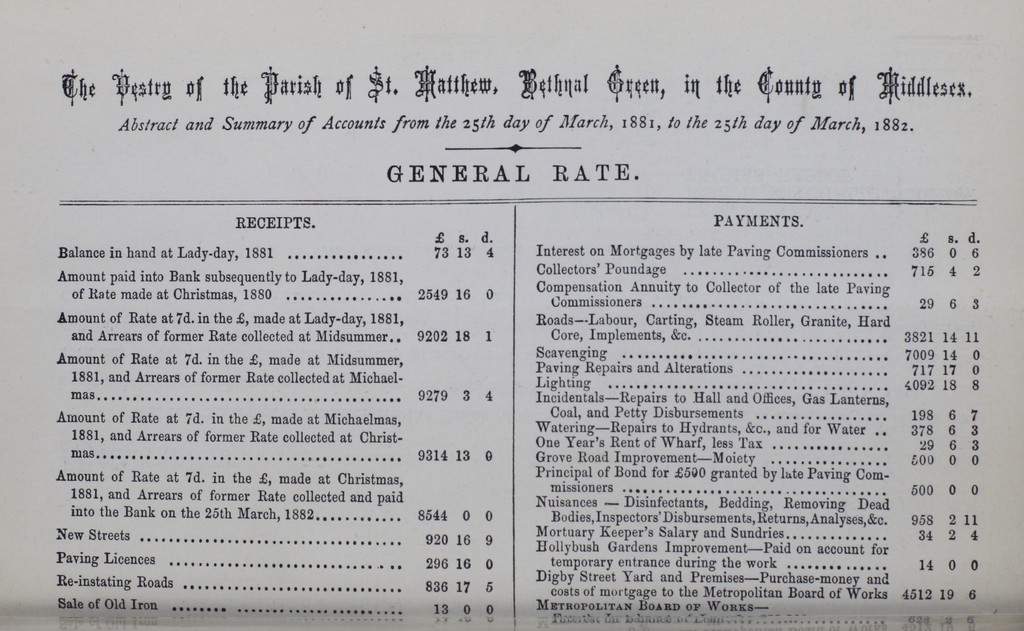 The Vestry of the Parish of St. Matthew, Bethnal Green, in the County of Middlesex.
Abstract and Summary of Accounts from the 25th day of March, 1881, to the 25th day of March, 1882.
GENERAL RATE.
RECEIPTS.
£ s. d.
Balance in hand at Lady-day, 1881 ................ 73 13 4
Amount paid into Bank subsequently to Lady-day, 1881,
of Rate made at Christmas, 1880 ................ 2549 16 0
Amount of Rate at 7d. in the £, made at Lady-day, 1881,
and Arrears of former Rate collected at Midsummer.. 9202 18 1
Amount of Rate at 7d. in the £, made at Midsummer,
1881, and Arrears of former Rate collected at Michael-
mas.......................................... 9279 3 4
Amount of Rate at 7d. in the £, made at Michaelmas,
1881, and Arrears of former Rate collected at Christ-
mas.......................................... 9314 13 0
Amount of Rate at 7d. in the £, made at Christmas,
1881, and Arrears of former Rate collected and paid
into the Bank on the 25th March, 1882............ 8544 0 0
New Streets .................................... 920 16 9
Paving Licences ................................ 296 16 0
Re-instating Roads .............................. 836 17 5
Sale of Old Iron ................................ 13 0 0
PAYMENTS.
£ s. d.
Interest on Mortgages by late Paving Commissioners .. 386 0 6
Collectors' Poundage ............................ 715 4 2
Compensation Annuity to Collector of the late Paving
Commissioners ................................ 29 6 3
Roads--Labour, Carting, Steam Roller, Granite, Hard
Core, Implements, &c. .......................... 3821 14 11
Scavenging .................................... 7009 14 0
Paving Repairs and Alterations .................... 717 17 0
Lighting ...................................... 4092 18 8
Incidentals—Repairs to Hall and Offices, Gas Lanterns,
Coal, and Petty Disbursements .................. 198 6 7
Watering—Repairs to Hydrants, &c., and for Water .. 378 6 3
One Year's Rent of Wharf, less Tax ................ 29 6 3
Grove Road Improvement—Moiety ................ 500 0 0
Principal of Bond for £500 granted by late Paving Com-
missioners .................................... 500 0 0
Nuisances — Disinfectants, Bedding, Removing Dead
Bodies, Inspectors' Disbursements, Returns, Analyses, &c. 958 2 11
Mortuary Keeper's Salary and Sundries.............. 34 2 4
Hollybush Gardens Improvement—Paid on account for
temporary entrance during the work .............. 14 0 0
Digby Street Yard and Premises—Purchase-money and
costs of mortgage to the Metropolitan Board of Works 4512 19 6
METROPOLITAN BOARD OF WORKS—